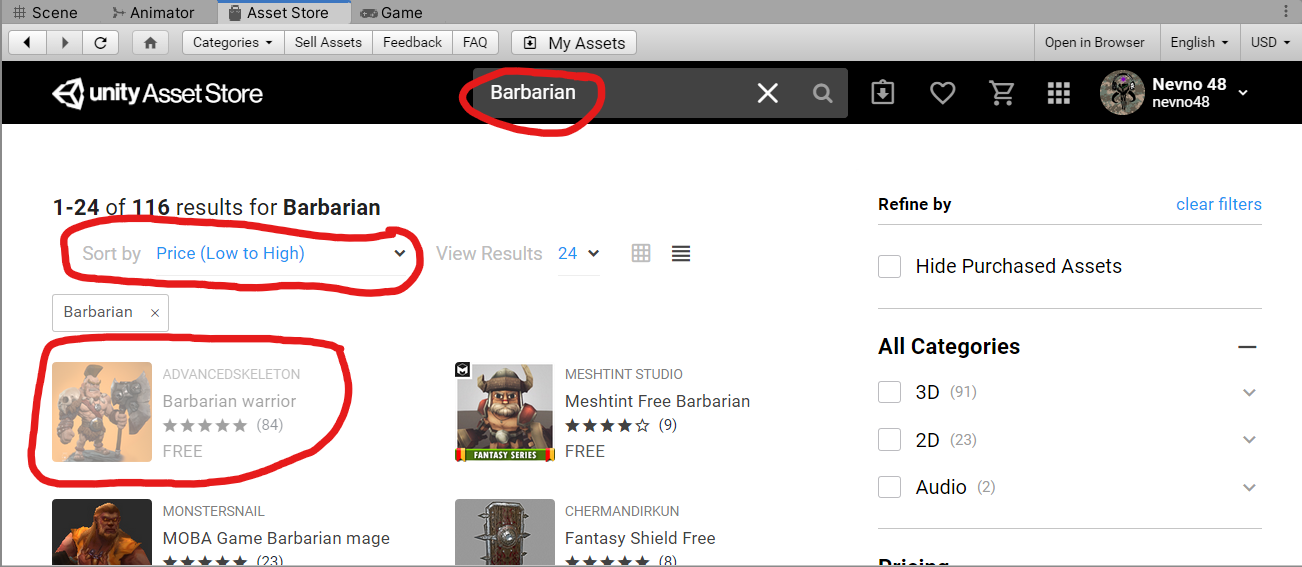 Scene Animator Asset Store Game
Categories Sell Assets Feedback FAQ My Assets Open in Browser English USD
unity Asset Store Barbarian Nevno 48
nevno48
1-24 of 116 results for Barbarian
Sort by Price (Low to High) View Results 24
Barbarian ×
ADVANCEDSKELETON
Barbarian warrior
★★★★★ (84)
FREE
MESHTINT STUDIO
Meshtint Free Barbarian
★★★★☆ (9)
FREE
FANTASY SERIES
MONSTERSNAIL
MOBA Game Barbarian mage
★★★★★ (23)
CHERMANDIRKUN
Fantasy Shield Free
★★★★★ (8)
Refine by clear filters
Hide Purchased Assets
All Categories
3D (91)
2D (23)
Audio (2)
Pricing